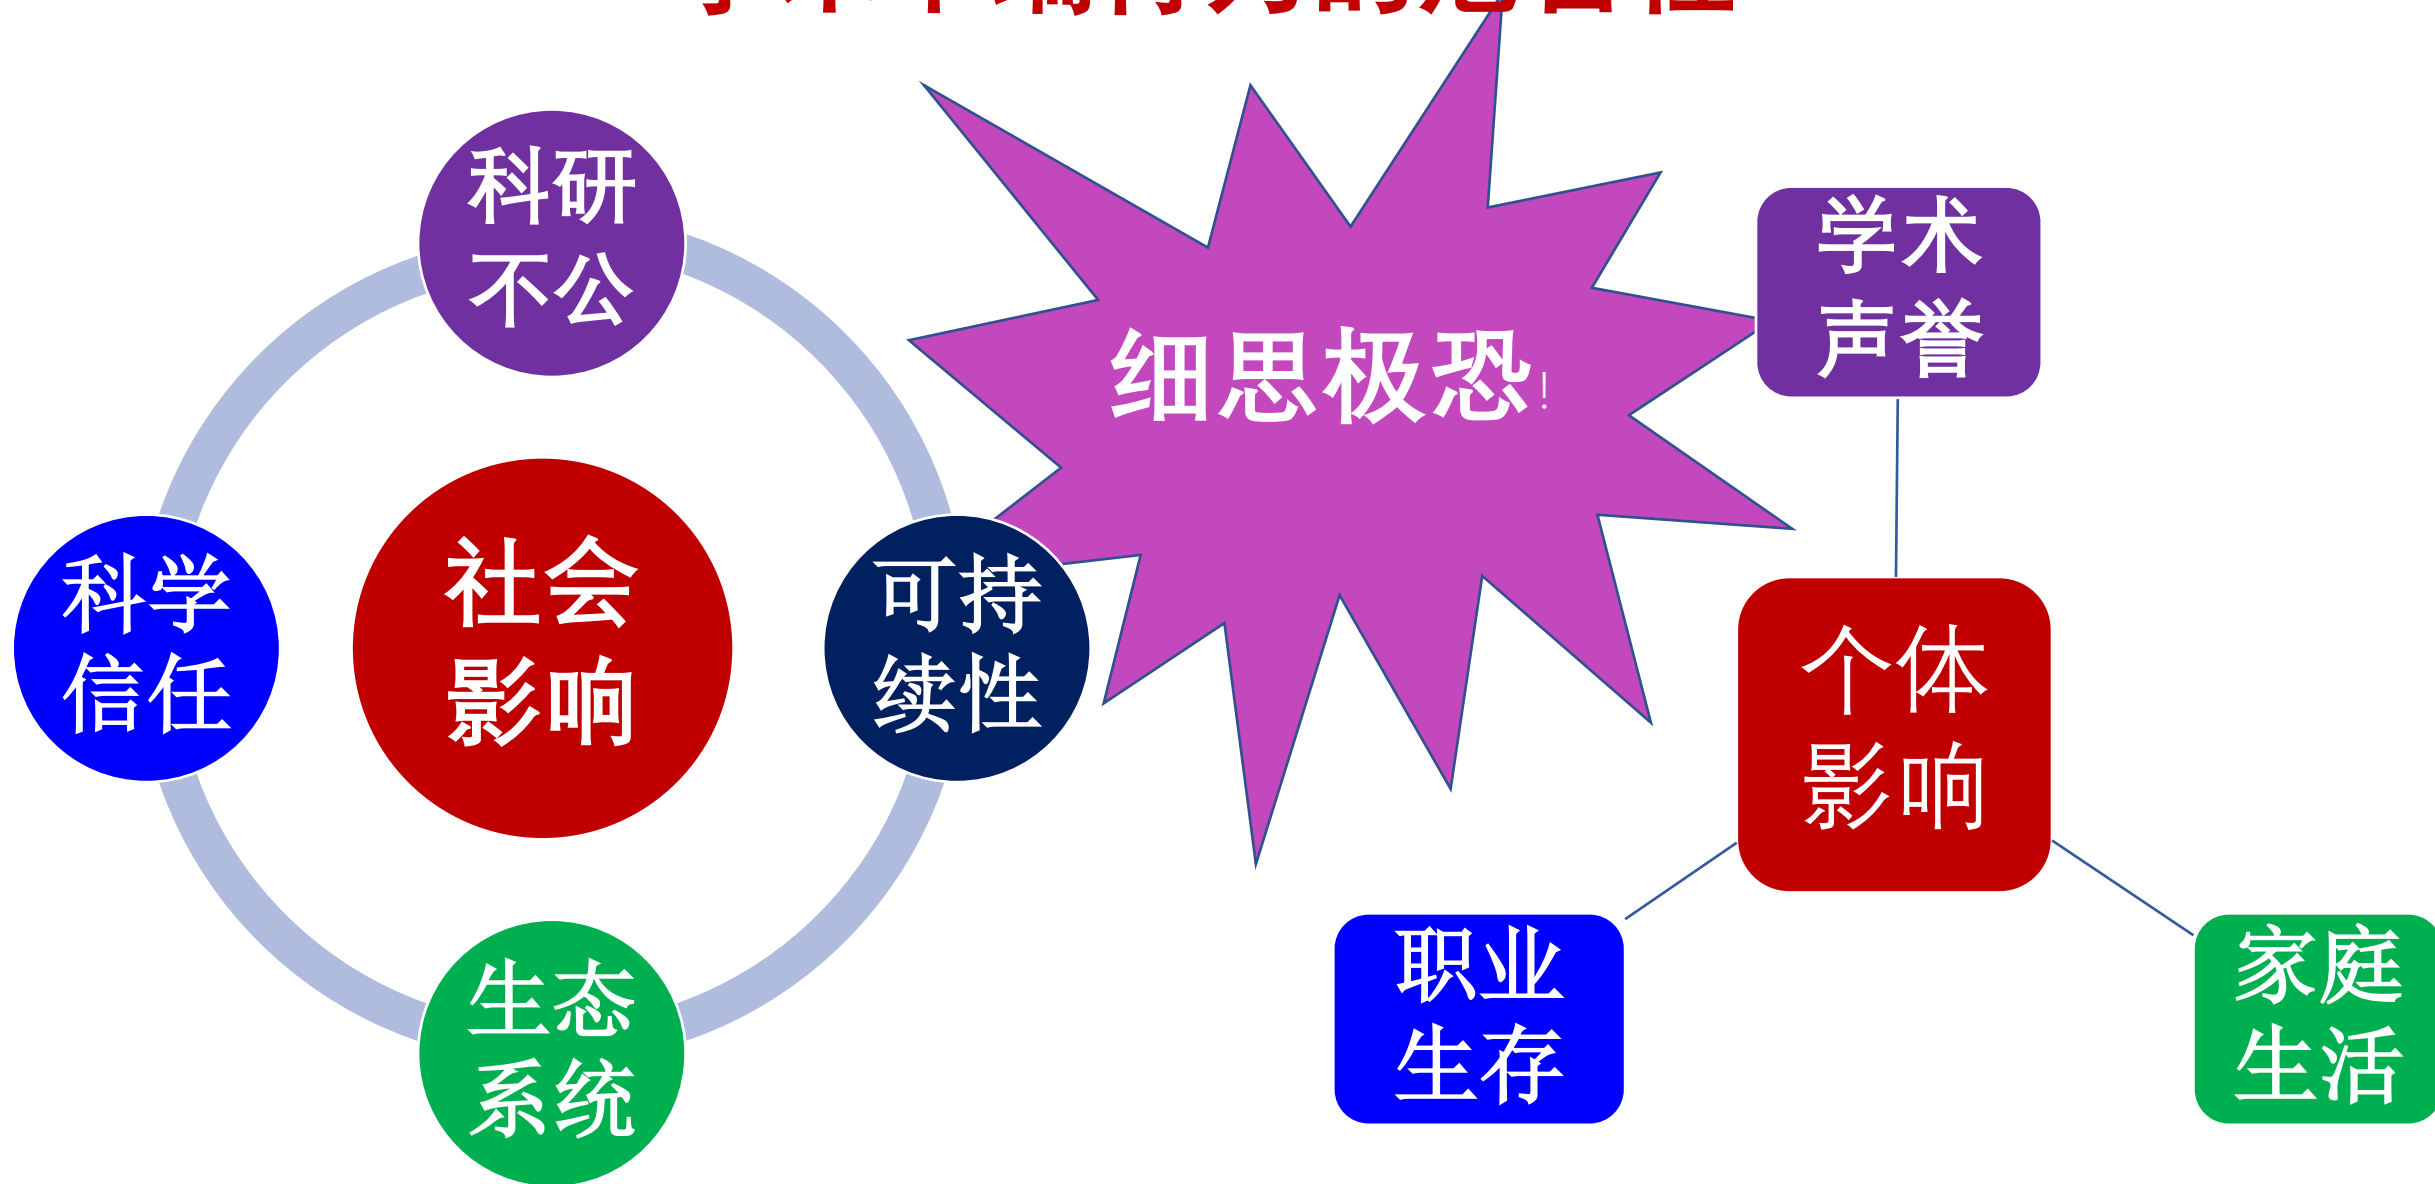 科研
不公
科学
信任
社会
影响
可持
续性
生态
系统
细思极恐!
学术
声誉
个体
影响
职业
生存
家庭
生活